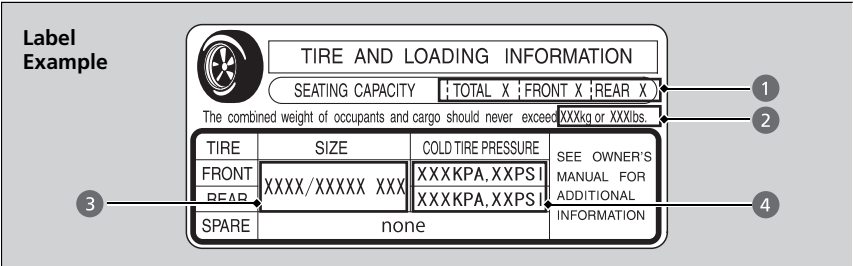 Label
Example
TIRE AND LOADING INFORMATION
SEATING CAPACITY TOTAL X FRONT X REAR X
1
The combined weight of occupants and cargo should never exceed XXXkg or XXXlbs.
2
TIRE SIZE COLD TIRE PRESSURE
SEE OWNER'S
MANUAL FOR
ADDITIONAL
INFORMATION
FRONT XXXX/XXXXX XXX XXXKPA,XXPSI
REAR XXXKPA,XXPSI
3
4
SPARE none